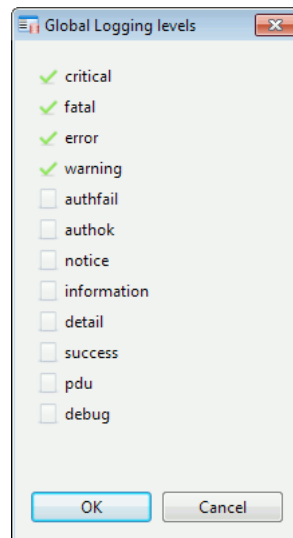 Global Logging levels
critical
fatal
error
warning
authfail
authok
notice
information
detail
success
pdu
debug
OK Cancel